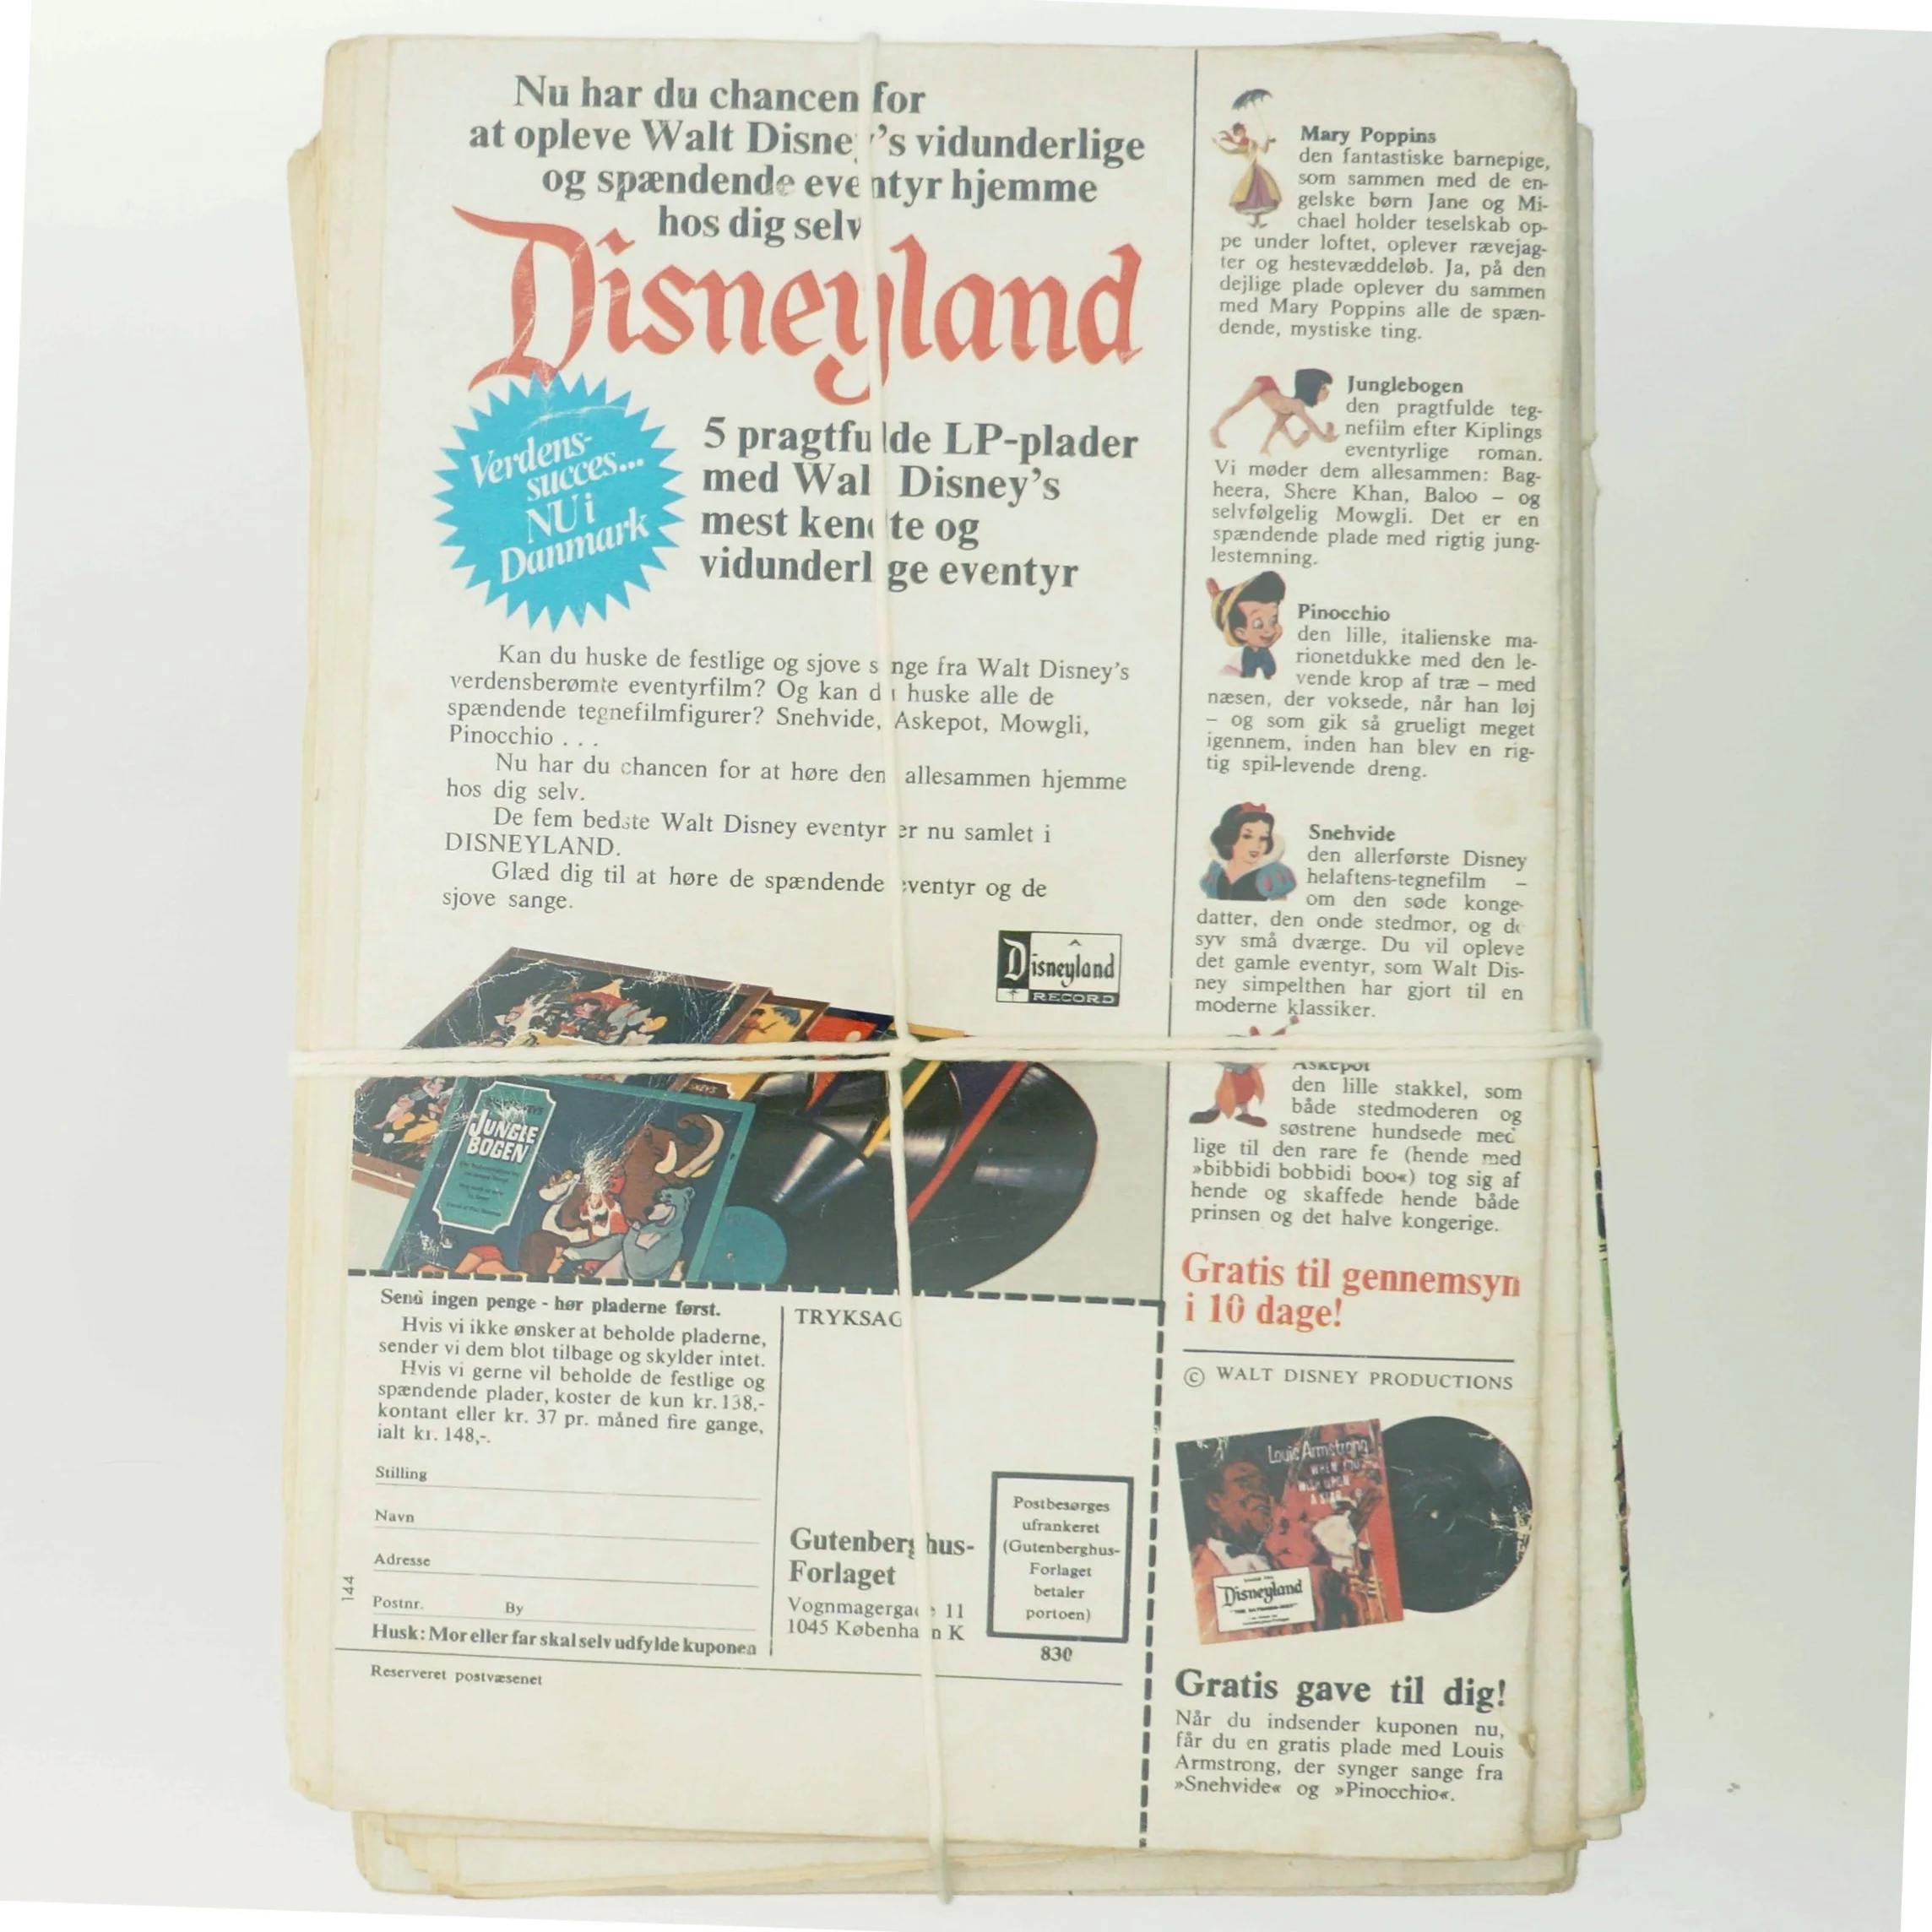 Nu har du chancen for
at opleve Walt Disney's vidunderlige
og spændende eventyr hjemme
hos dig selv
Disneyland
Verdens-
succes...
NU i
Danmark
5 pragtfulde LP-plader
med Walt Disney's
mest kendte og
vidunderlige eventyr
Kan du huske de festlige og sjove sange fra Walt Disney's
verdensberømte eventyrfilm? Og kan du huske alle de
spændende tegnefilmfigurer? Snehvide, Askepot, Mowgli,
Pinocchio . . .
Nu har du chancen for at høre dem allesammen hjemme
hos dig selv.
De fem bedste Walt Disney eventyr er nu samlet i
DISNEYLAND.
Glæd dig til at høre de spændende eventyr og de
sjove sange.
Disneyland
RECORD
JUNGLE
BOGEN
Send ingen penge - hør pladerne først.
Hvis vi ikke ønsker at beholde pladerne,
sender vi dem blot tilbage og skylder intet.
Hvis vi gerne vil beholde de festlige og
spændende plader, koster de kun kr. 138,-
kontant eller kr. 37 pr. måned fire gange,
ialt kr. 148,-.
Stilling
Navn
Adresse
Postnr. By
Husk: Mor eller far skal selv udfylde kuponen
144
Reserveret postvæsenet
TRYKSAG
Gutenberghus-
Forlaget
Vognmagergade 11
1045 København K
Postbesørges
ufrankeret
(Gutenberghus-
Forlaget
betaler
portoen)
830
Mary Poppins
den fantastiske barnepige,
som sammen med de en-
gelske børn Jane og Mi-
chael holder teselskab op-
pe under loftet, oplever rævejag-
ter og hestevæddeløb. Ja, på den
dejlige plade oplever du sammen
med Mary Poppins alle de spæn-
dende, mystiske ting.
Junglebogen
den pragtfulde teg-
nefilm efter Kiplings
eventyrlige roman.
Vi møder dem allesammen: Bag-
heera, Shere Khan, Baloo – og
selvfølgelig Mowgli. Det er en
spændende plade med rigtig jung-
lestemning.
Pinocchio
den lille, italienske ma-
rionetdukke med den le-
vende krop af træ – med
næsen, der voksede, når han løj
– og som gik så grueligt meget
igennem, inden han blev en rig-
tig spil-levende dreng.
Snehvide
den allerførste Disney
helaftens-tegnefilm –
om den søde konge-
datter, den onde stedmor, og de
syv små dværge. Du vil opleve
det gamle eventyr, som Walt Dis-
ney simpelthen har gjort til en
moderne klassiker.
Askepot
den lille stakkel, som
både stedmoderen og
søstrene hundsede med
lige til den rare fe (hende med
»bibbidi bobbidi boo«) tog sig af
hende og skaffede hende både
prinsen og det halve kongerige.
Gratis til gennemsyn
i 10 dage!
© WALT DISNEY PRODUCTIONS
Louis Armstrong
WHEN YOU
WISH UPON
A STAR
Disneyland
Gratis gave til dig!
Når du indsender kuponen nu,
får du en gratis plade med Louis
Armstrong, der synger sange fra
»Snehvide« og »Pinocchio«.